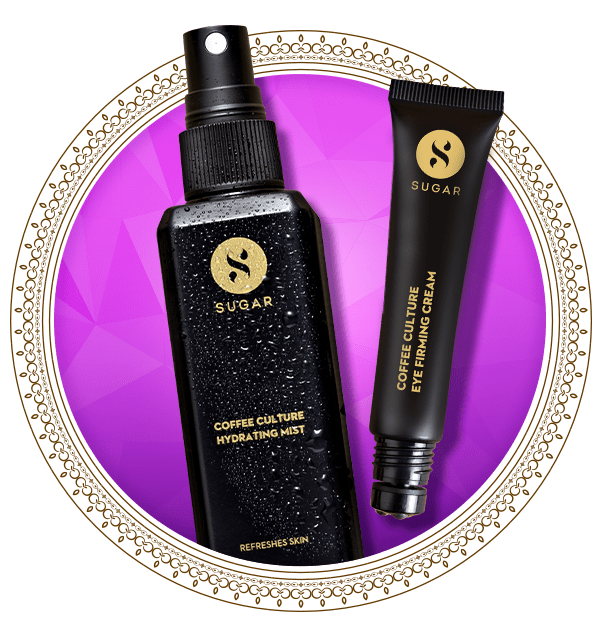 SUGAR
COFFEE CULTURE
HYDRATING MIST
REFRESHES SKIN
SUGAR
COFFEE CULTURE
EYE FIRMING CREAM